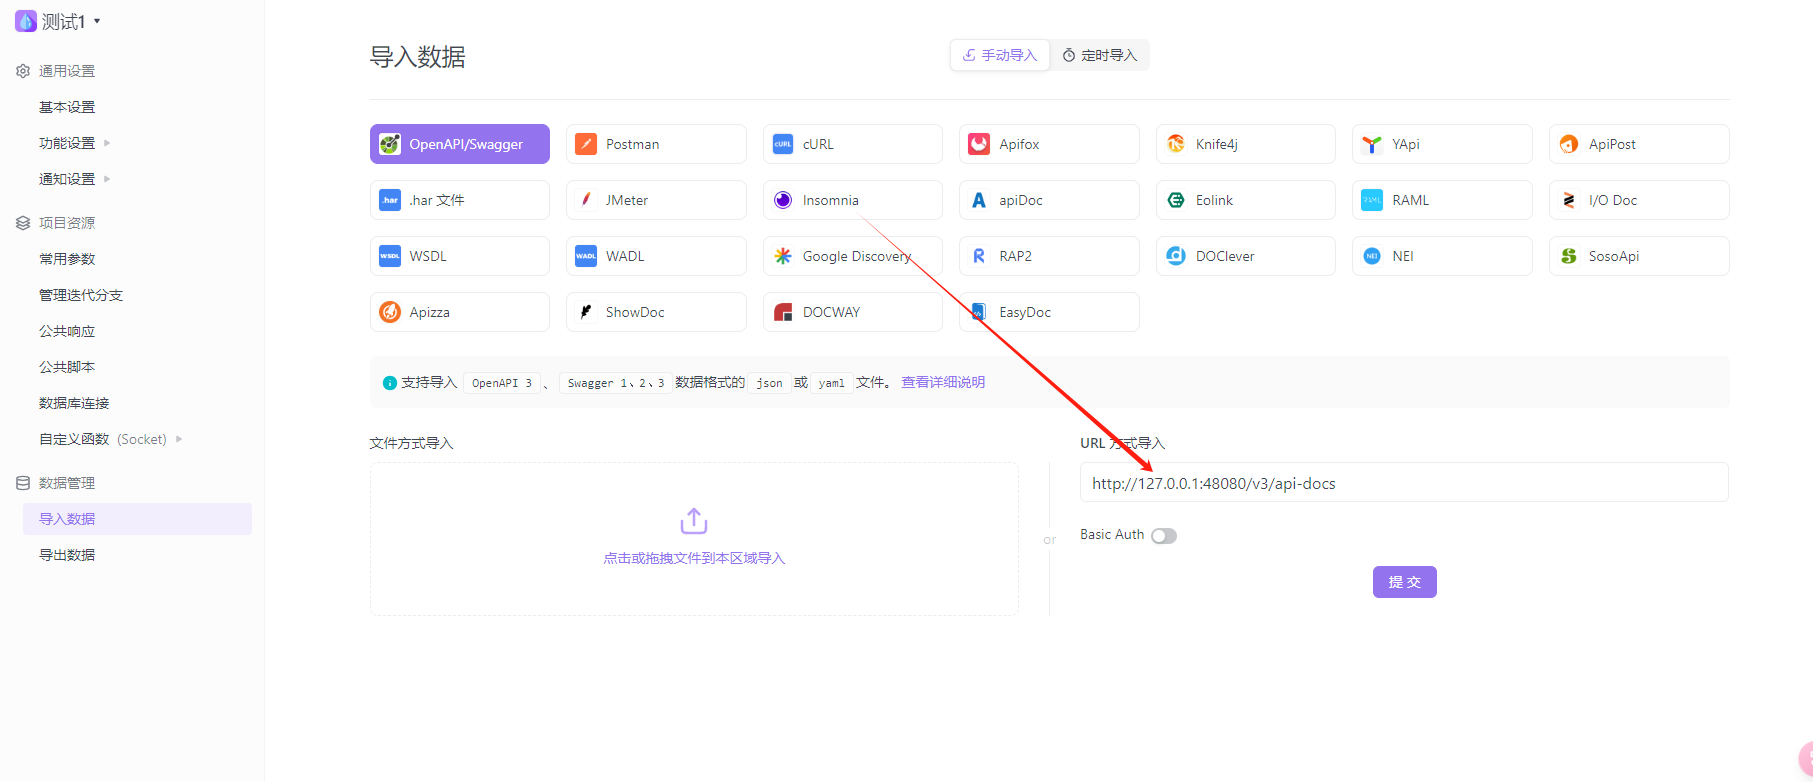 测试1
通用设置
基本设置
功能设置
通知设置
项目资源
常用参数
管理迭代分支
公共响应
公共脚本
数据库连接
自定义函数 (Socket)
数据管理
导入数据
导出数据
导入数据
手动导入 定时导入
OpenAPI/Swagger Postman cURL cURL Apifox Knife4j YApi ApiPost
.har .har 文件 JMeter Insomnia apiDoc Eolink RAML RAML I/O Doc
WSDL WSDL WADL WADL Google Discovery RAP2 DOClever NEI NEI SosoApi
Apizza ShowDoc DOCWAY EasyDoc
支持导入 OpenAPI 3 、 Swagger 1、2、3 数据格式的 json 或 yaml 文件。 查看详细说明
文件方式导入
点击或拖拽文件到本区域导入
or
URL 方式导入
http://127.0.0.1:48080/v3/api-docs
Basic Auth
提 交